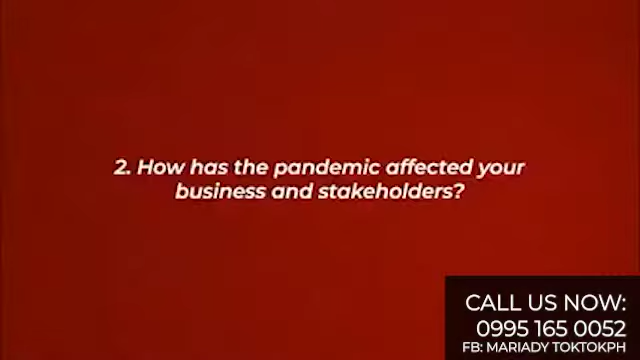 2. How has the pandemic affected your
business and stakeholders?
CALL US NOW:
0995 165 0052
FB: MARIADY TOKTOKPH